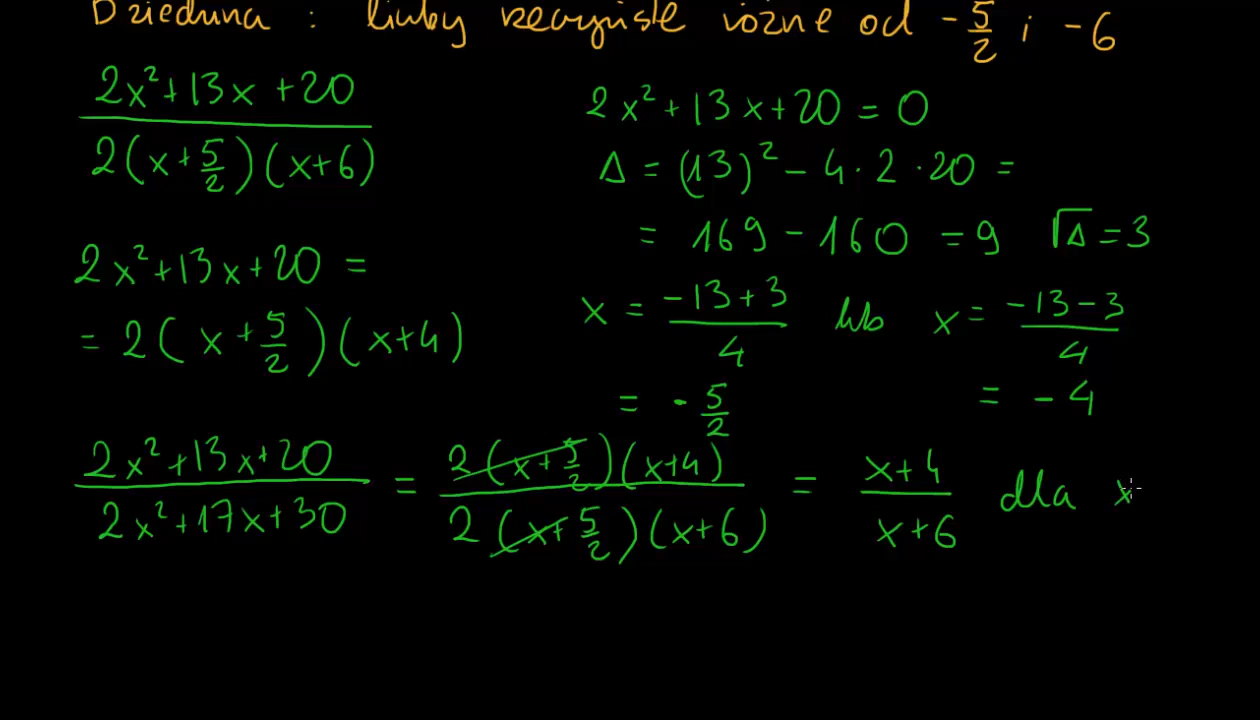 Dziedzina : liczby rzeczywiste różne od -5/2 i -6
(2x²+13x+20)/(2(x+5/2)(x+6))
2x²+13x+20 =
= 2(x+5/2)(x+4)
2x²+13x+20 = 0
Δ = (13)² - 4·2·20 =
= 169 - 160 = 9 √Δ = 3
x = (-13+3)/4 lub x = (-13-3)/4
= -5/2 = -4
(2x²+13x+20)/(2x²+17x+30) = (2(x+5/2)(x+4))/(2(x+5/2)(x+6)) = (x+4)/(x+6) dla x